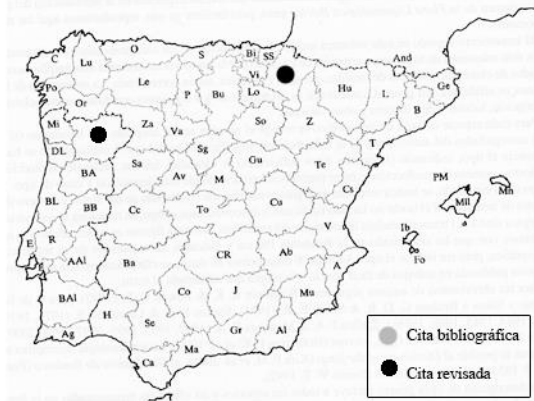 C
Lu
O
S
Bi
SS
And
Po
Le
Vi
Lo
Hu
L
Ge
Or
P
Bu
B
Mi
Za
Va
So
Z
T
DL
Sa
Sg
Gu
Te
BA
Av
M
Cs
PM
Mll
Mn
BL
BB
Cc
To
Cu
V
Ib
Fo
E
R
AAl
Ba
CR
Ab
A
BAl
Co
J
Mu
Ag
H
Se
Gr
Al
Ca
Ma
Cita bibliográfica
Cita revisada